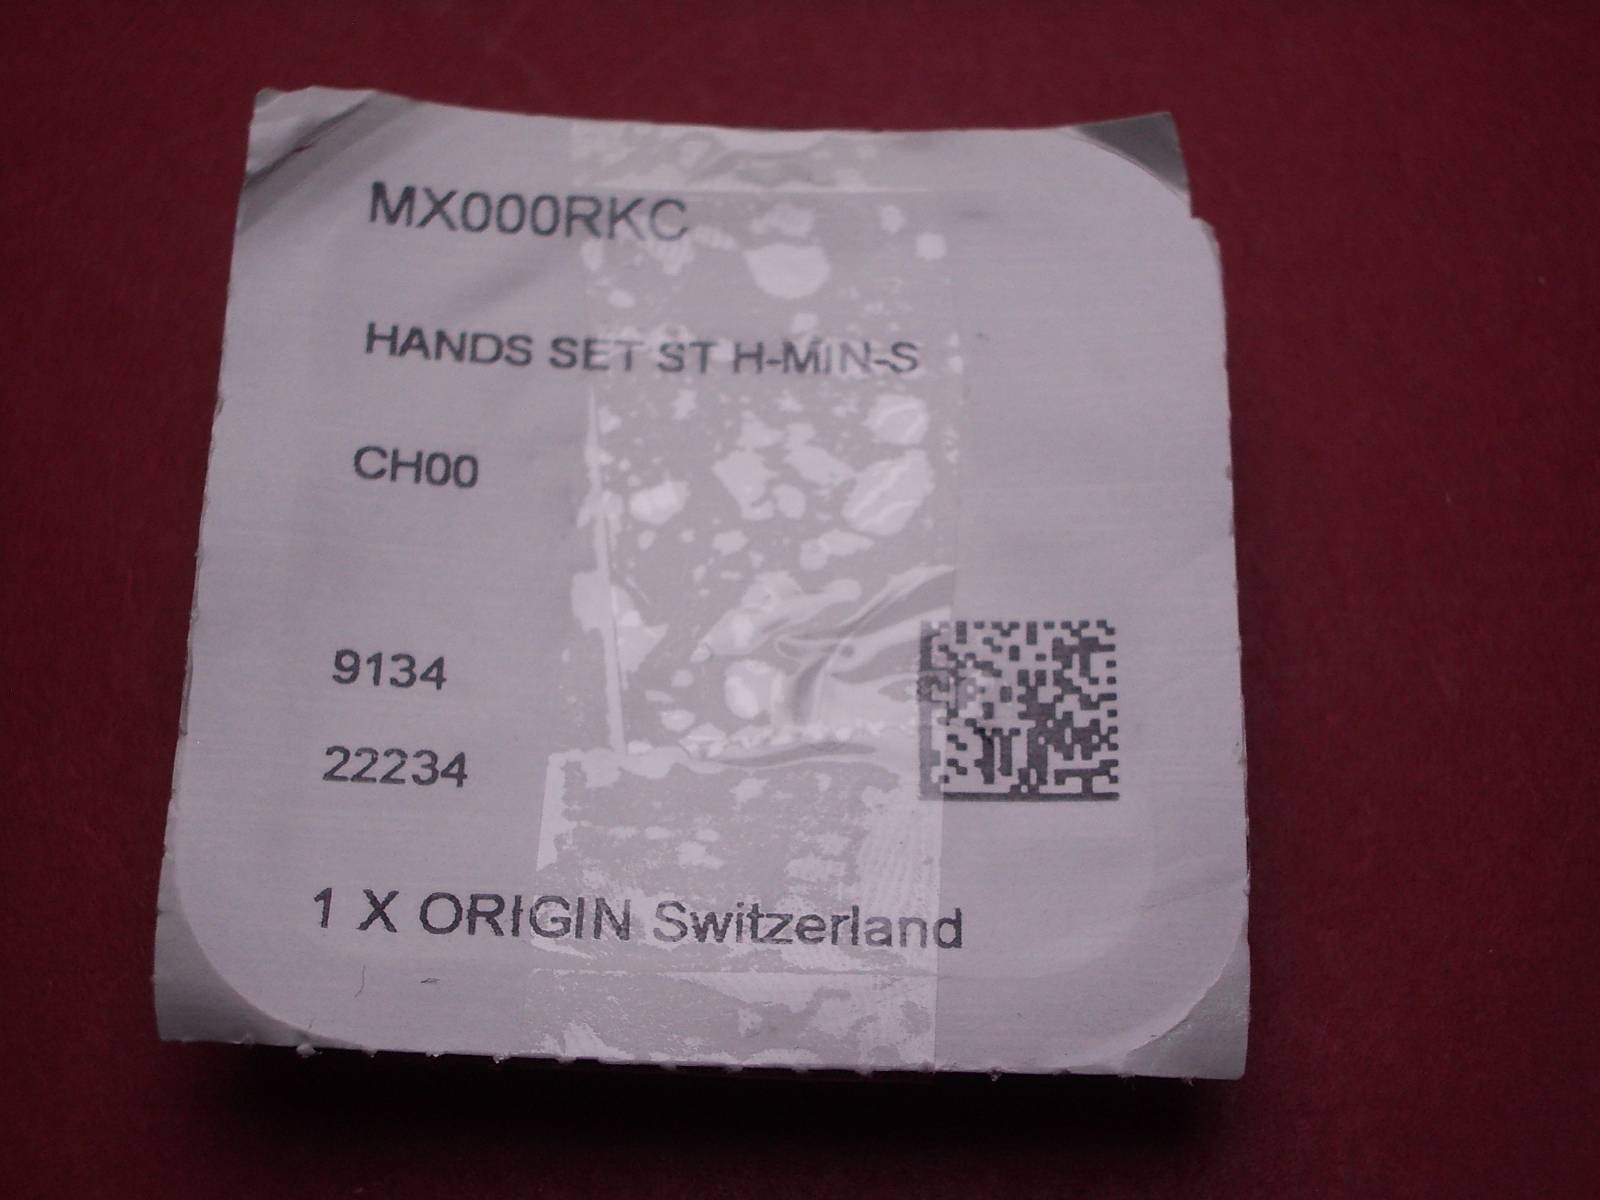 MX000RKC
HANDS SET ST H-MIN-S
CH00
9134
22234
1 X ORIGIN Switzerland